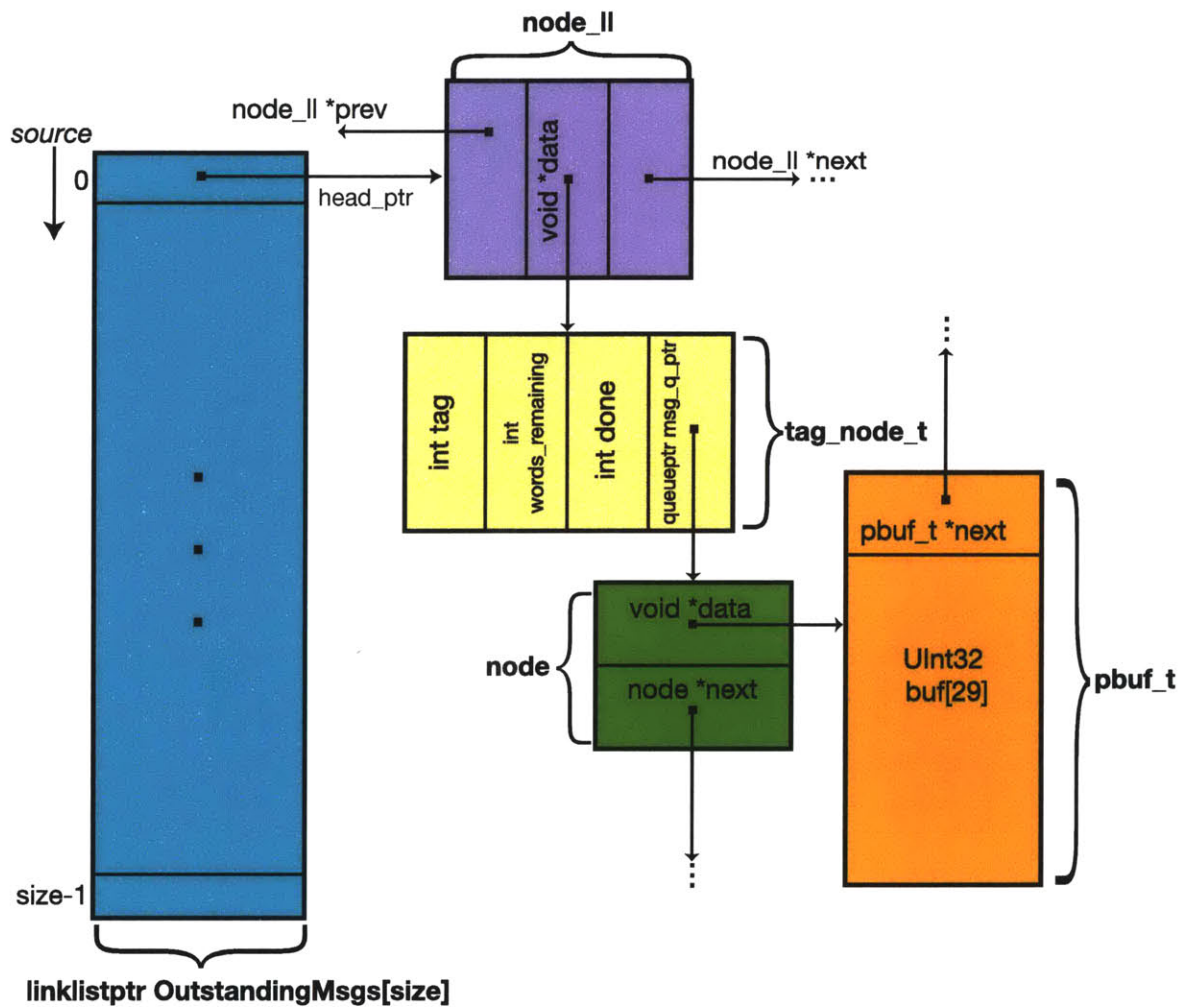 node_ll
node_ll *prev
source
0
head_ptr
void *data
node_ll *next
...
int tag
int
words_remaining
int done
queueptr msg_q_ptr
tag_node_t
...
pbuf_t *next
void *data
node
node *next
UInt32
buf[29]
pbuf_t
...
size-1
linklistptr OutstandingMsgs[size]